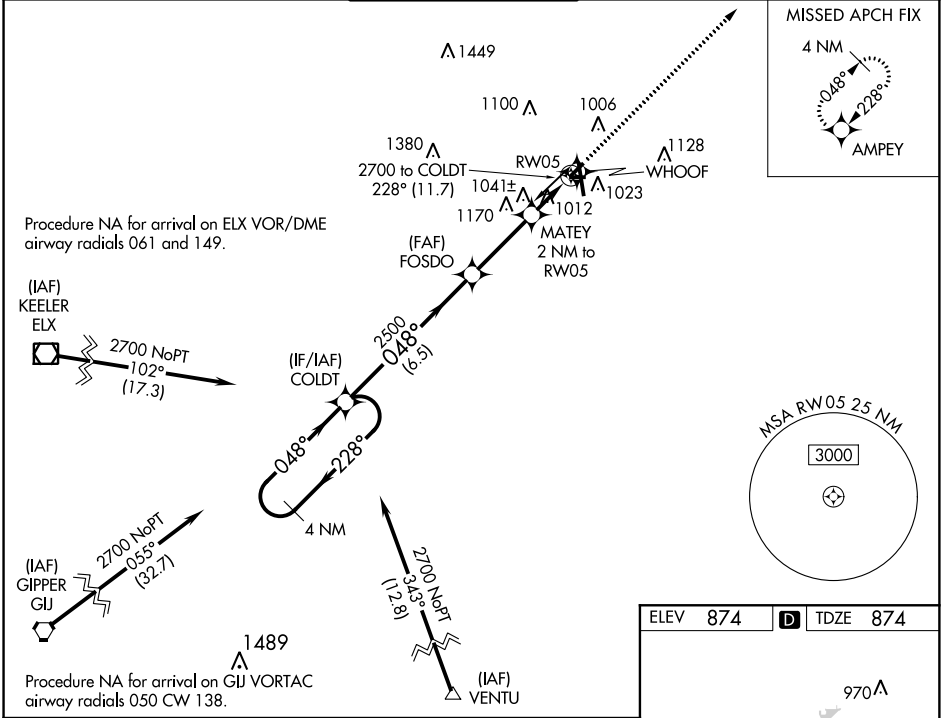 MISSED APCH FIX
4 NM
048°
228°
AMPEY
1449
1100
1006
1380
2700 to COLDT
228° (11.7)
RW05
1128
WHOOF
1041±
1023
1170
1012
MATEY
2 NM to
RW05
Procedure NA for arrival on ELX VOR/DME
airway radials 061 and 149.
(FAF)
FOSDO
(IAF)
KEELER
ELX
2700 NoPT
102°
(17.3)
2500
048°
(6.5)
(IF/IAF)
COLDT
048°
228°
4 NM
MSA RW05 25 NM
3000
2700 NoPT
055°
(32.7)
(IAF)
GIPPER
GIJ
2700 NoPT
343°
(12.8)
(IAF)
VENTU
1489
Procedure NA for arrival on GIJ VORTAC
airway radials 050 CW 138.
ELEV 874 D TDZE 874
970